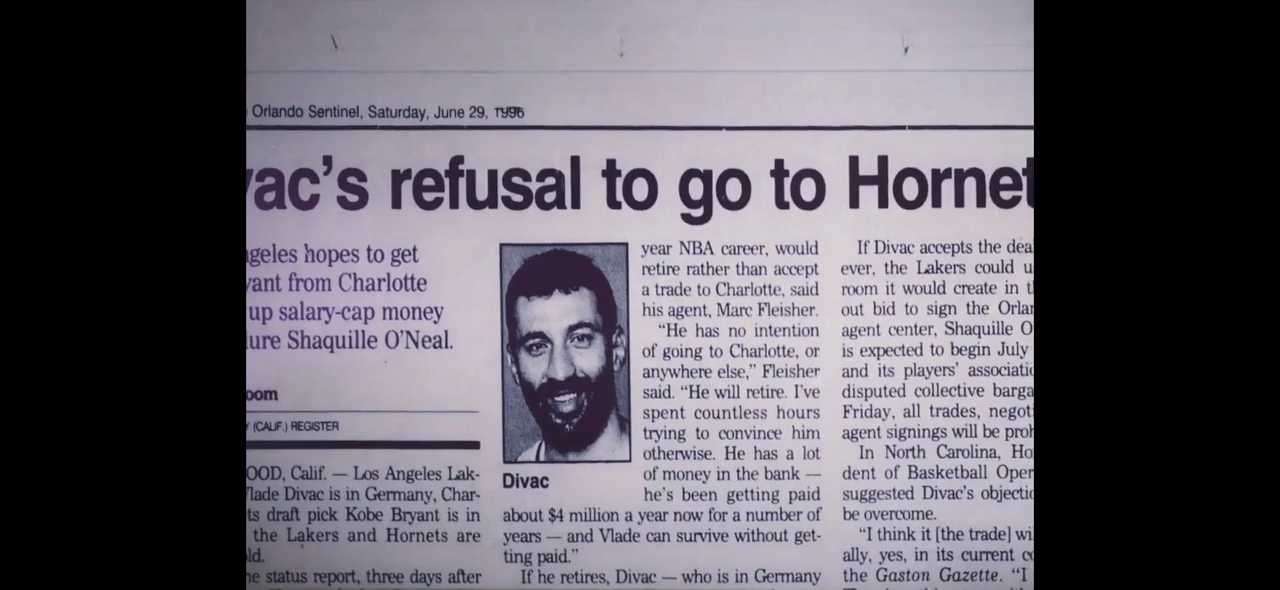 Orlando Sentinel, Saturday, June 29, 1996
vac's refusal to go to Hornet
geles hopes to get
vant from Charlotte
up salary-cap money
lure Shaquille O'Neal.
oom
(CALIF.) REGISTER
OOD, Calif. — Los Angeles Lak-
Vlade Divac is in Germany, Char-
ts draft pick Kobe Bryant is in
the Lakers and Hornets are
ld.
e status report, three days after
Divac
year NBA career, would
retire rather than accept
a trade to Charlotte, said
his agent, Marc Fleisher.
"He has no intention
of going to Charlotte, or
anywhere else," Fleisher
said. "He will retire. I've
spent countless hours
trying to convince him
otherwise. He has a lot
of money in the bank —
he's been getting paid
about $4 million a year now for a number of
years — and Vlade can survive without get-
ting paid."
If he retires, Divac — who is in Germany
If Divac accepts the dea
ever, the Lakers could u
room it would create in t
out bid to sign the Orlan
agent center, Shaquille O
is expected to begin July
and its players' associatio
disputed collective barga
Friday, all trades, negot
agent signings will be proh
In North Carolina, Ho
dent of Basketball Oper
suggested Divac's objectio
be overcome.
"I think it [the trade] wi
ally, yes, in its current co
the Gaston Gazette. "I